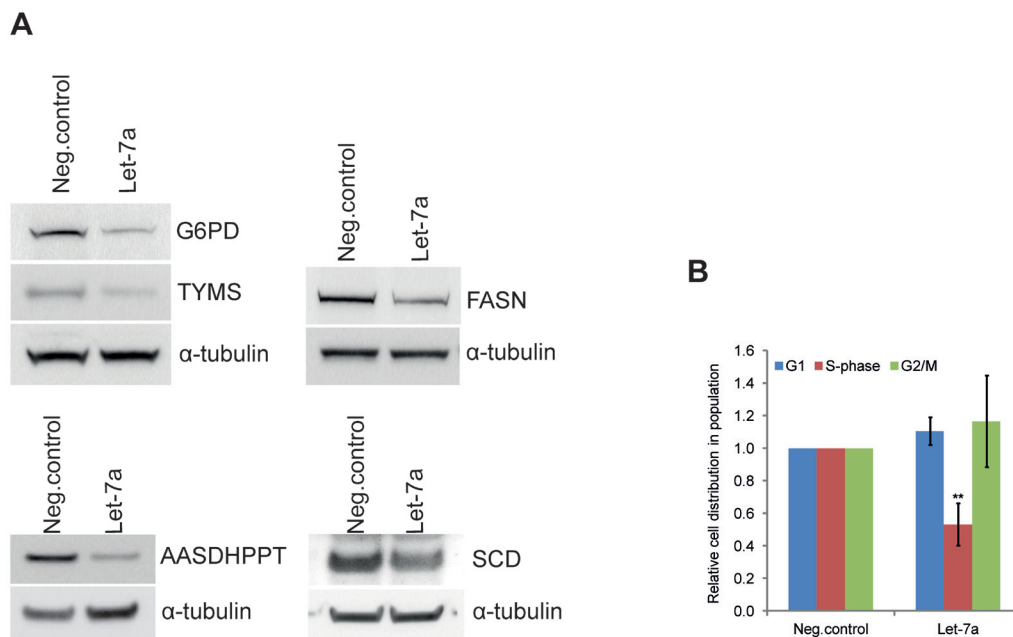 A
Neg.control
Let-7a
G6PD
TYMS
α-tubulin
Neg.control
Let-7a
FASN
α-tubulin
Neg.control
Let-7a
AASDHPPT
α-tubulin
Neg.control
Let-7a
SCD
α-tubulin
B
Relative cell distribution in population
1.6
1.4
1.2
1.0
0.8
0.6
0.4
0.2
0.0
G1 S-phase G2/M
**
Neg.control Let-7a